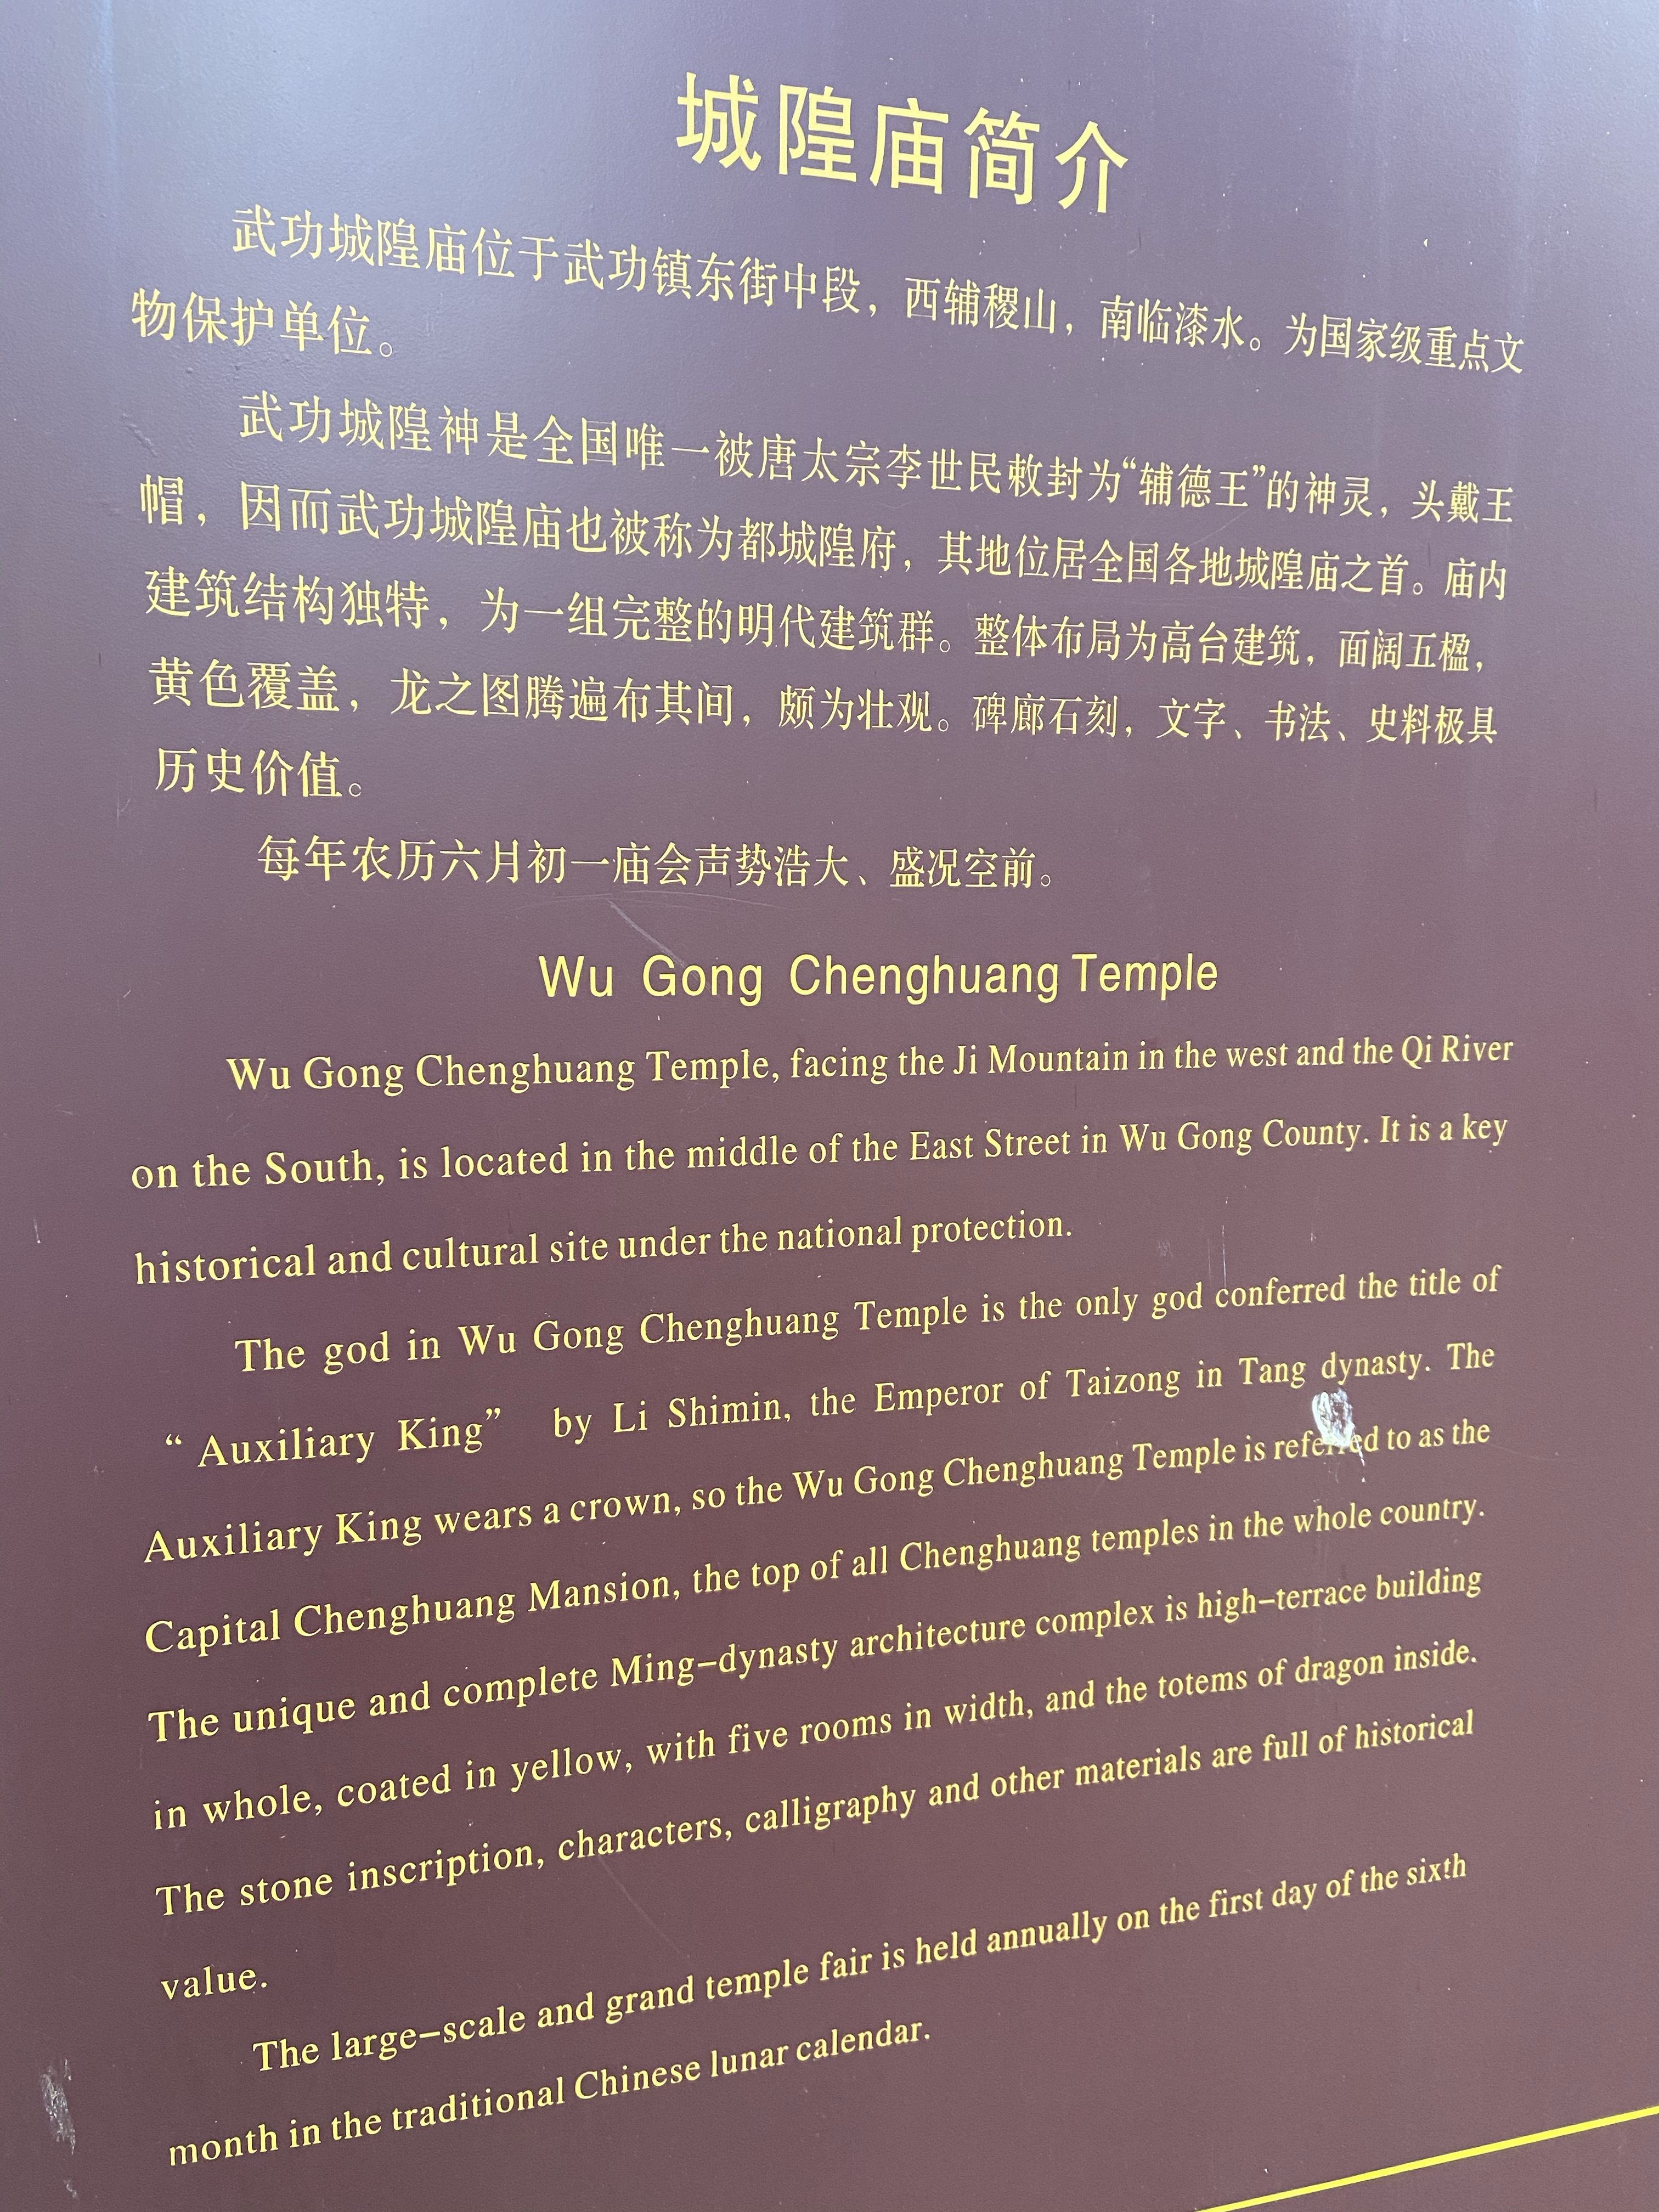 城隍庙简介
武功城隍庙位于武功镇东街中段，西辅稷山，南临漆水。为国家级重点文
物保护单位。
武功城隍神是全国唯一被唐太宗李世民敕封为“辅德王”的神灵，头戴王
帽，因而武功城隍庙也被称为都城隍府，其地位居全国各地城隍庙之首。庙内
建筑结构独特，为一组完整的明代建筑群。整体布局为高台建筑，面阔五楹，
黄色覆盖，龙之图腾遍布其间，颇为壮观。碑廊石刻，文字、书法、史料极具
历史价值。
每年农历六月初一庙会声势浩大、盛况空前。
Wu Gong Chenghuang Temple
Wu Gong Chenghuang Temple, facing the Ji Mountain in the west and the Qi River
on the South, is located in the middle of the East Street in Wu Gong County. It is a key
historical and cultural site under the national protection.
The god in Wu Gong Chenghuang Temple is the only god conferred the title of
“ Auxiliary King” by Li Shimin, the Emperor of Taizong in Tang dynasty. The
Auxiliary King wears a crown, so the Wu Gong Chenghuang Temple is referred to as the
Capital Chenghuang Mansion, the top of all Chenghuang temples in the whole country.
The unique and complete Ming–dynasty architecture complex is high–terrace building
in whole, coated in yellow, with five rooms in width, and the totems of dragon inside.
The stone inscription, characters, calligraphy and other materials are full of historical
value.
The large–scale and grand temple fair is held annually on the first day of the sixth
month in the traditional Chinese lunar calendar.